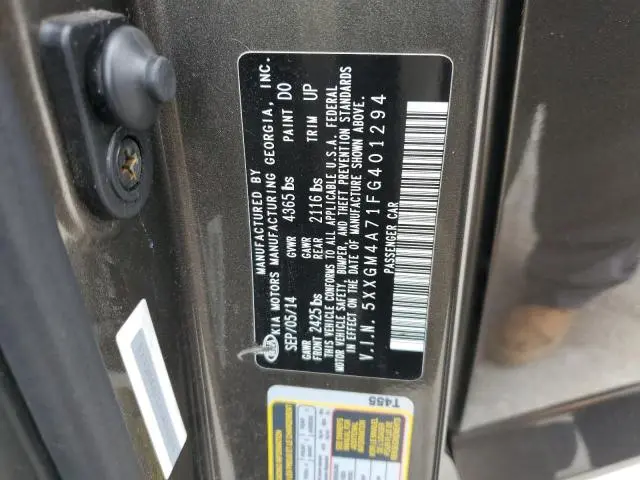 MANUFACTURED BY
KIA KIA MOTORS MANUFACTURING GEORGIA, INC.
SEP/05/14 GVWR 4365 lbs PAINT DO
GAWR FRONT 2425 lbs GAWR REAR 2116 lbs TRIM UP
THIS VEHICLE CONFORMS TO ALL APPLICABLE U.S.A. FEDERAL
MOTOR VEHICLE SAFETY, BUMPER, AND THEFT PREVENTION STANDARDS
IN EFFECT ON THE DATE OF MANUFACTURE SHOWN ABOVE.
V.I.N. 5XXGM4A71FG401294
PASSENGER CAR
T455